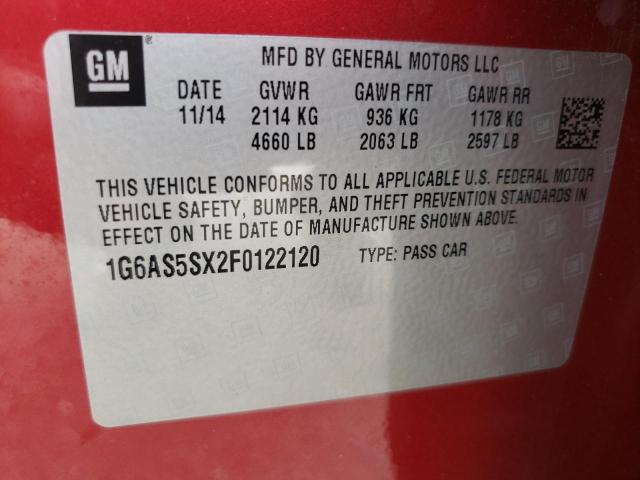 GM
MFD BY GENERAL MOTORS LLC
DATE GVWR GAWR FRT GAWR RR
11/14 2114 KG 936 KG 1178 KG
4660 LB 2063 LB 2597 LB
THIS VEHICLE CONFORMS TO ALL APPLICABLE U.S. FEDERAL MOTOR
VEHICLE SAFETY, BUMPER, AND THEFT PREVENTION STANDARDS IN
EFFECT ON THE DATE OF MANUFACTURE SHOWN ABOVE.
1G6AS5SX2F0122120 TYPE: PASS CAR